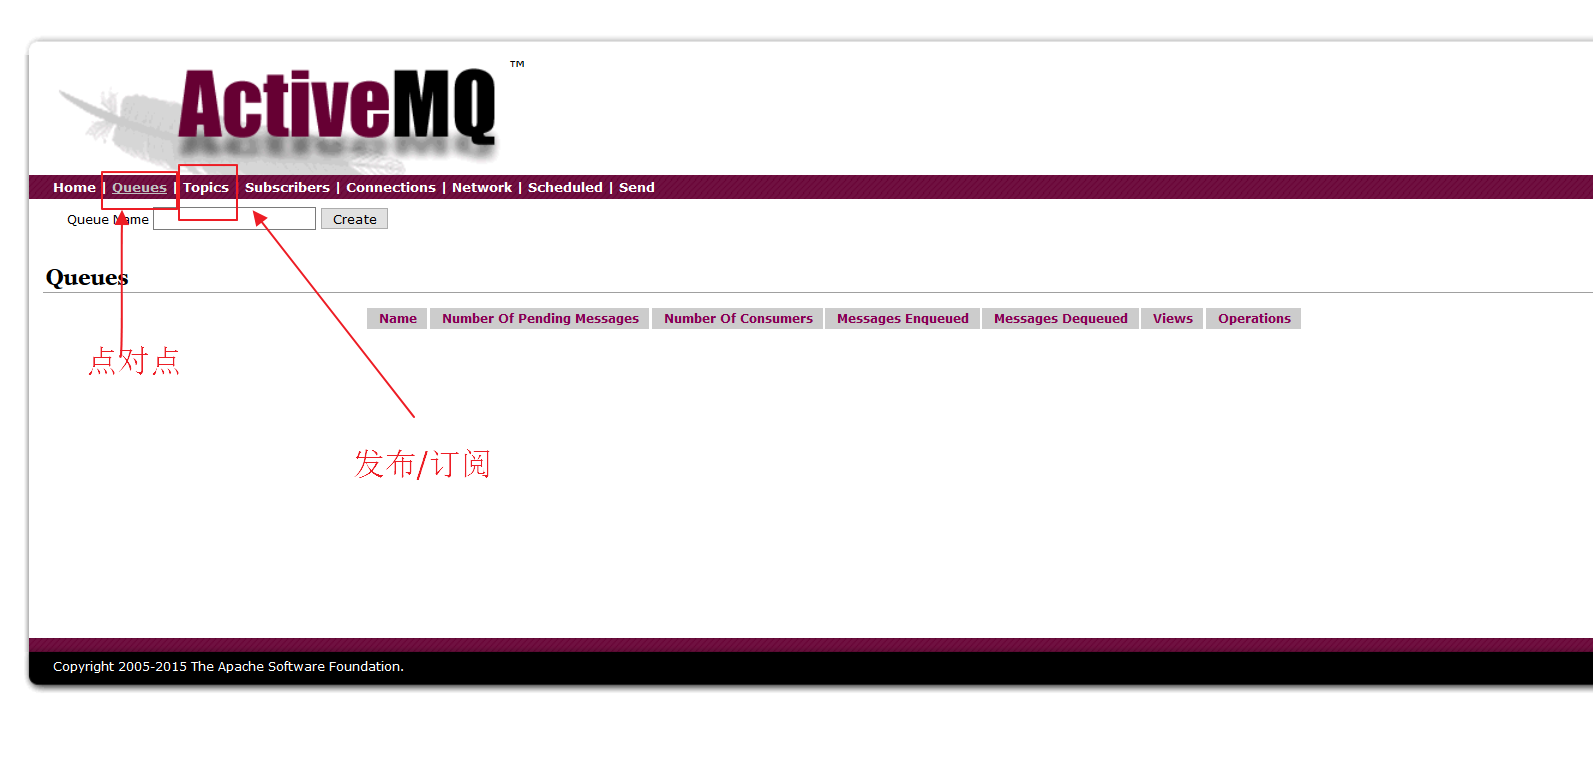 ActiveMQ™
Home | Queues | Topics | Subscribers | Connections | Network | Scheduled | Send
Queue Name Create
Queues
Name Number Of Pending Messages Number Of Consumers Messages Enqueued Messages Dequeued Views Operations
点对点
发布/订阅
Copyright 2005-2015 The Apache Software Foundation.